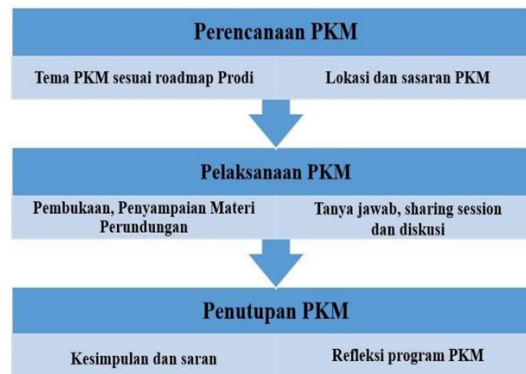 Perencanaan PKM
Tema PKM sesuai roadmap Prodi
Lokasi dan sasaran PKM
Pelaksanaan PKM
Pembukaan, Penyampaian Materi
Perundungan
Tanya jawab, sharing session
dan diskusi
Penutupan PKM
Kesimpulan dan saran
Refleksi program PKM